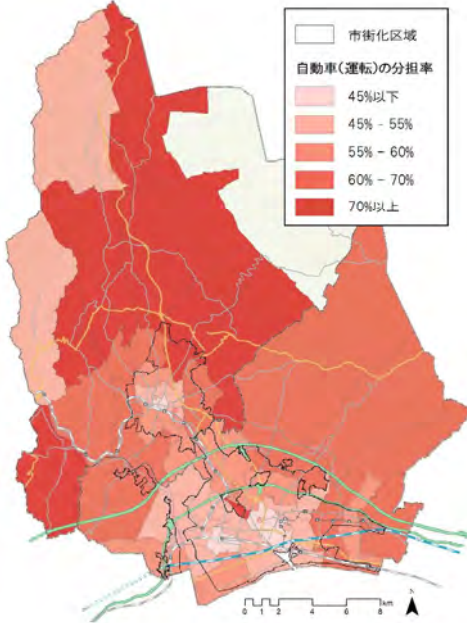 市街化区域
自動車(運転)の分担率
45%以下
45% - 55%
55% - 60%
60% - 70%
70%以上
0 1 2 4 6 8
km
N